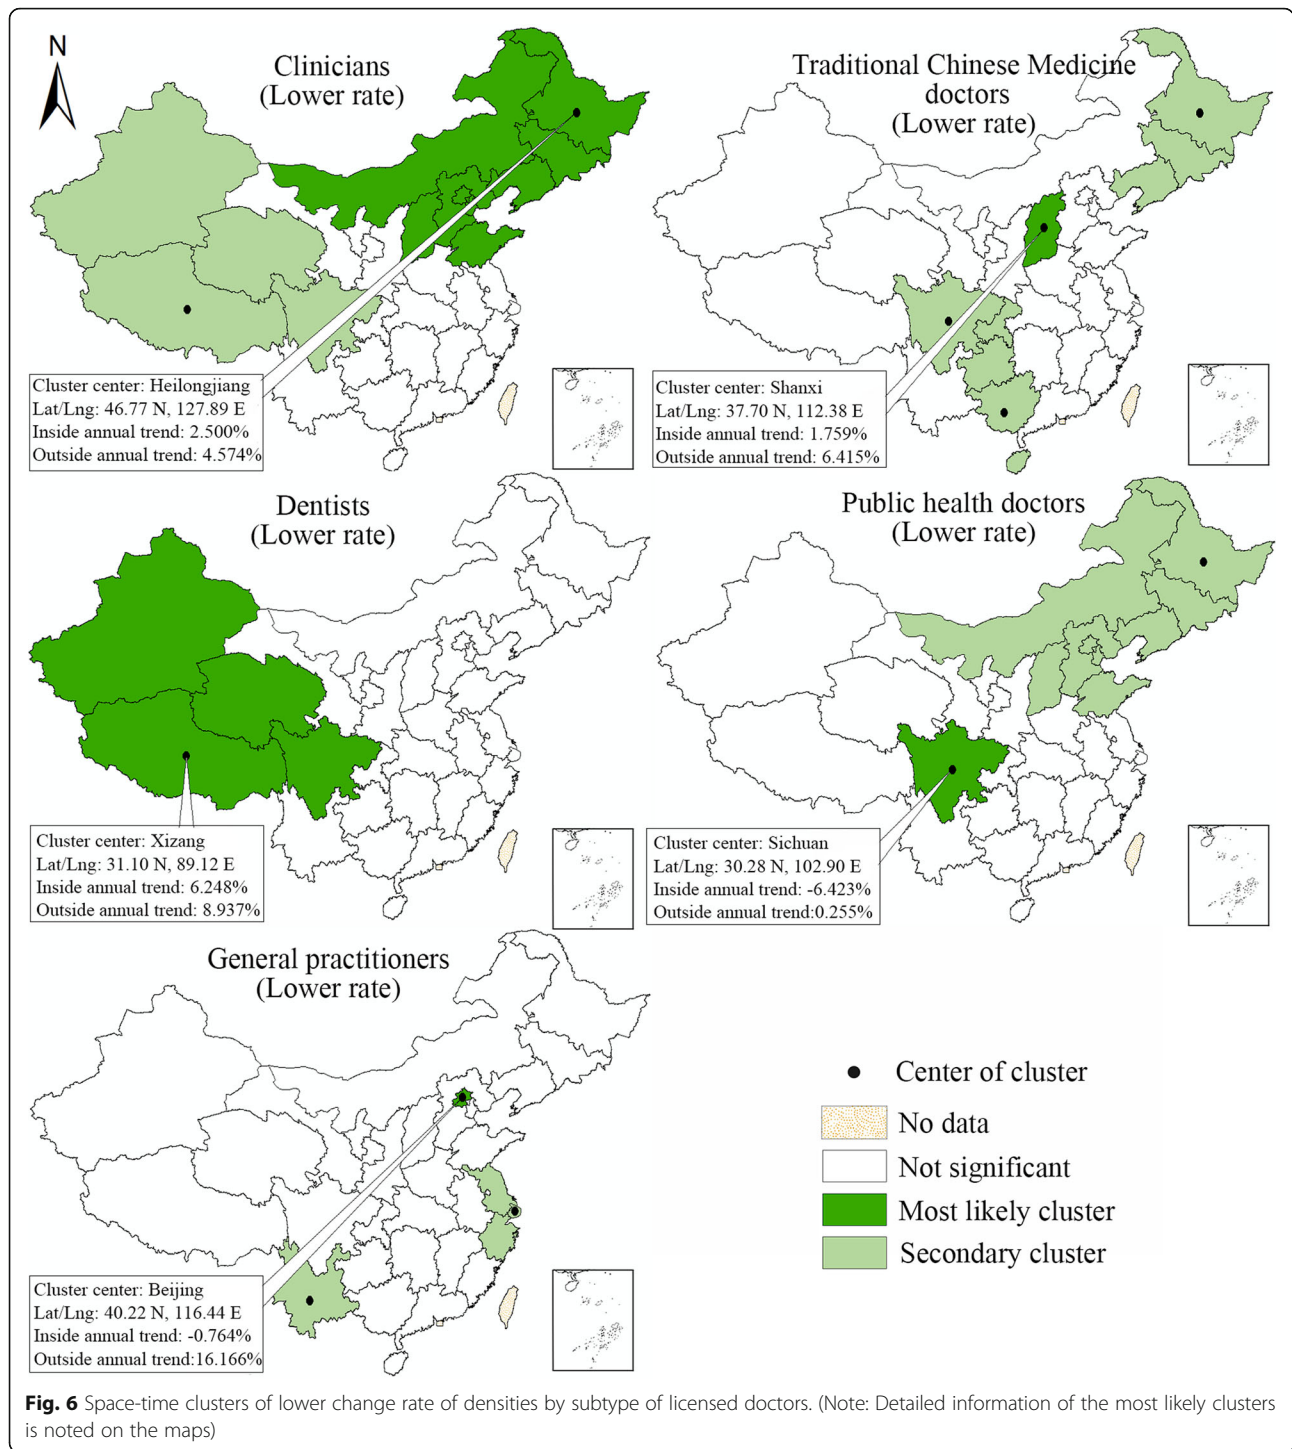 N
Clinicians
(Lower rate)
Cluster center: Heilongjiang
Lat/Lng: 46.77 N, 127.89 E
Inside annual trend: 2.500%
Outside annual trend: 4.574%
Traditional Chinese Medicine
doctors
(Lower rate)
Cluster center: Shanxi
Lat/Lng: 37.70 N, 112.38 E
Inside annual trend: 1.759%
Outside annual trend: 6.415%
Dentists
(Lower rate)
Cluster center: Xizang
Lat/Lng: 31.10 N, 89.12 E
Inside annual trend: 6.248%
Outside annual trend: 8.937%
Public health doctors
(Lower rate)
Cluster center: Sichuan
Lat/Lng: 30.28 N, 102.90 E
Inside annual trend: -6.423%
Outside annual trend:0.255%
General practitioners
(Lower rate)
Cluster center: Beijing
Lat/Lng: 40.22 N, 116.44 E
Inside annual trend: -0.764%
Outside annual trend:16.166%
Center of cluster
No data
Not significant
Most likely cluster
Secondary cluster
Fig. 6 Space-time clusters of lower change rate of densities by subtype of licensed doctors. (Note: Detailed information of the most likely clusters
is noted on the maps)